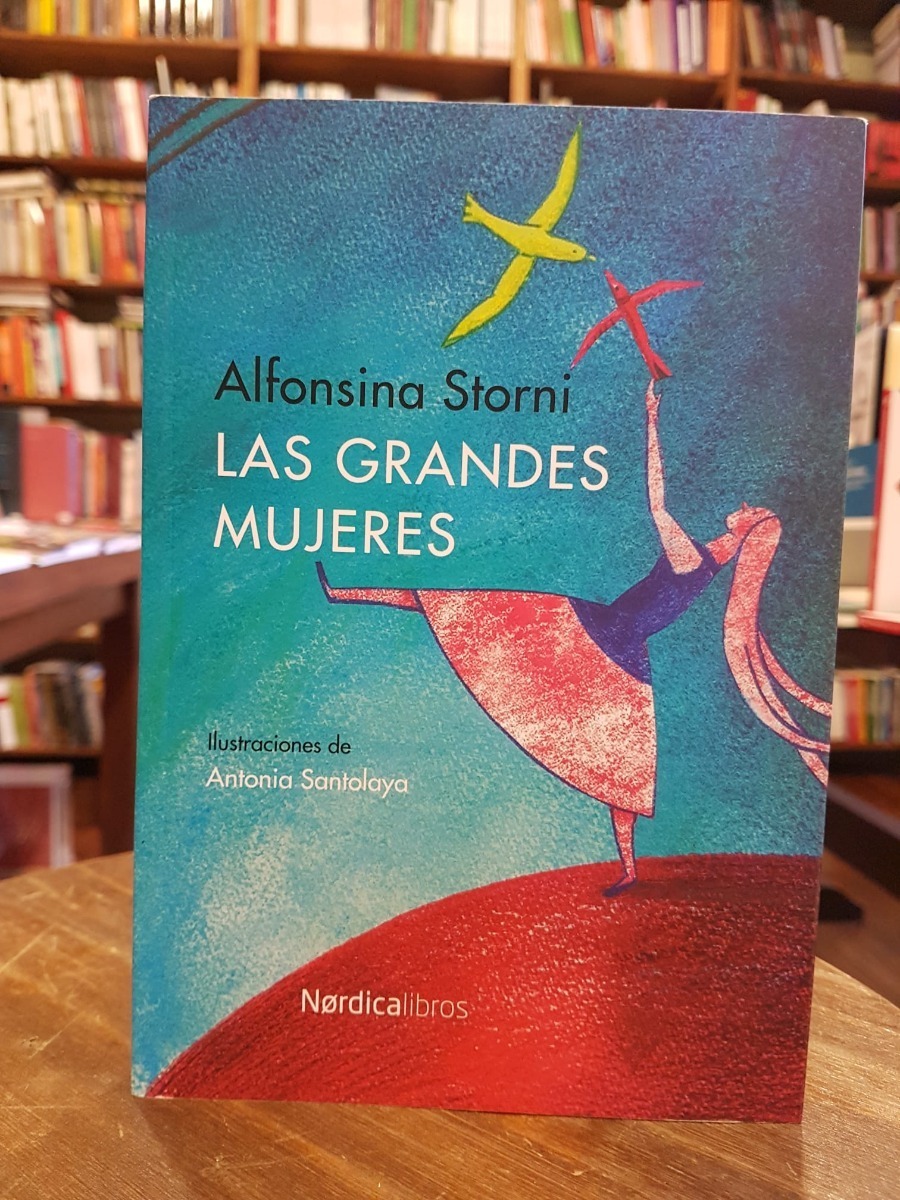 Alfonsina Storni
LAS GRANDES
MUJERES
Ilustraciones de
Antonia Santolaya
Nørdicalibros